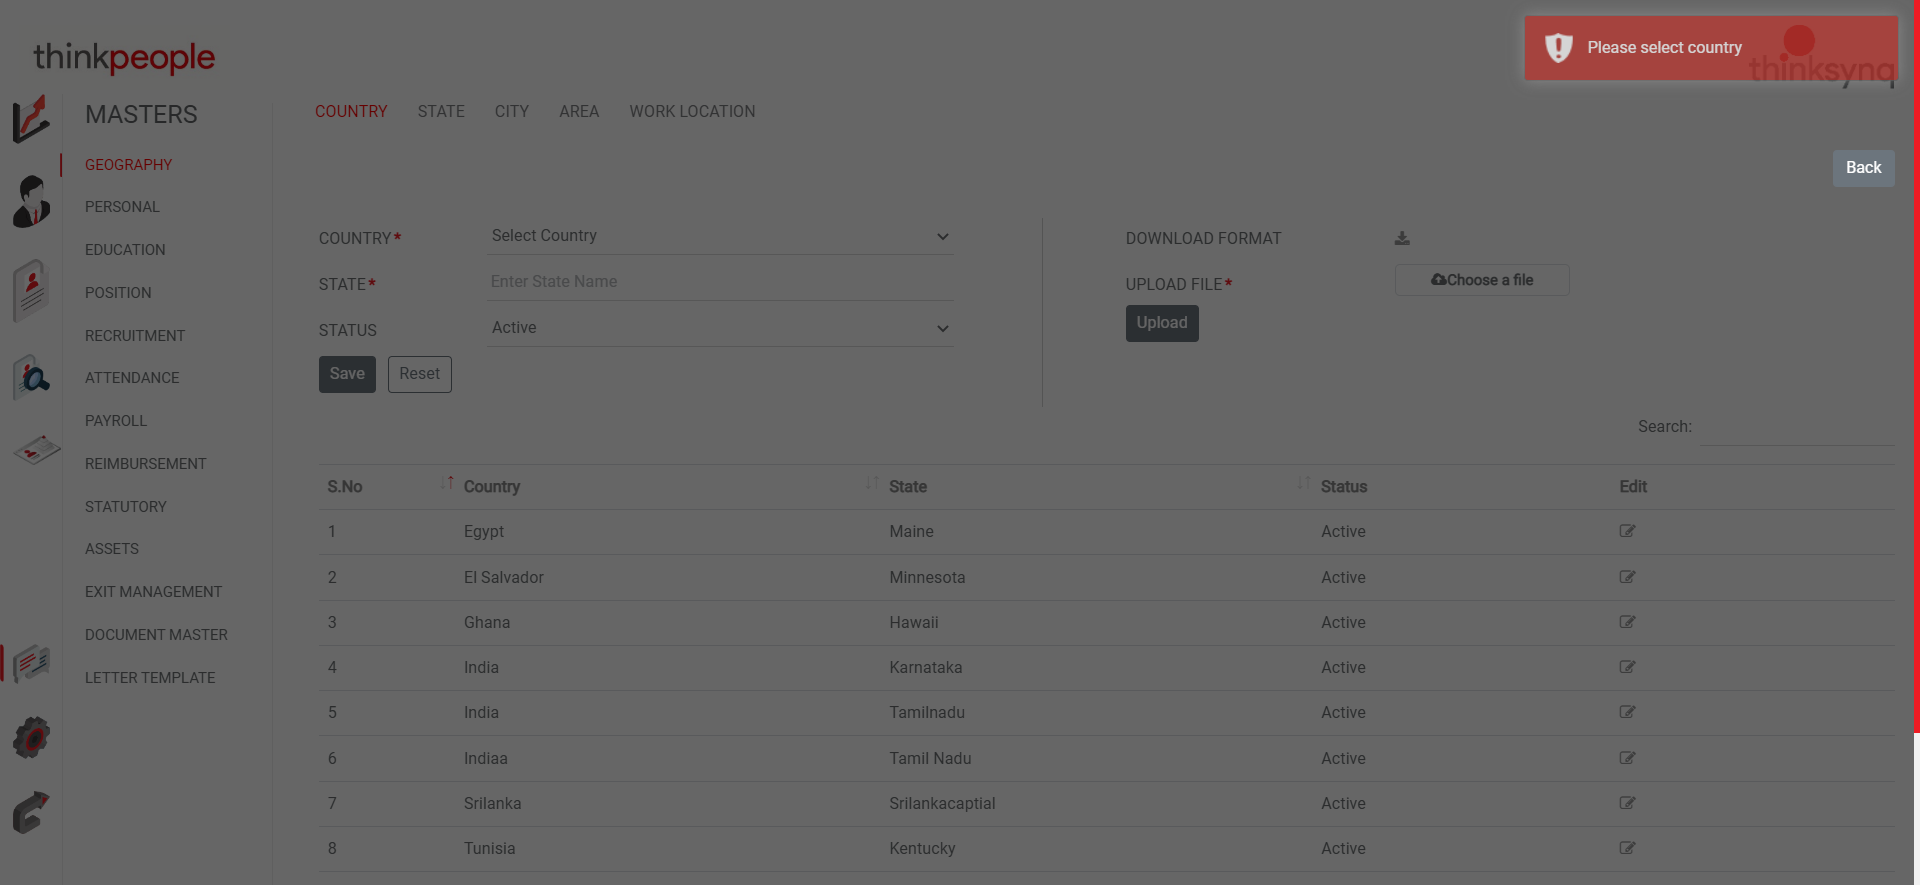 thinkpeople
Please select country
thinksynq
MASTERS
COUNTRY STATE CITY AREA WORK LOCATION
GEOGRAPHY
PERSONAL
EDUCATION
POSITION
RECRUITMENT
ATTENDANCE
PAYROLL
REIMBURSEMENT
STATUTORY
ASSETS
EXIT MANAGEMENT
DOCUMENT MASTER
LETTER TEMPLATE
Back
COUNTRY* Select Country
STATE* Enter State Name
STATUS Active
Save Reset
DOWNLOAD FORMAT
UPLOAD FILE* Choose a file
Upload
Search:
S.No Country State Status Edit
1 Egypt Maine Active
2 El Salvador Minnesota Active
3 Ghana Hawaii Active
4 India Karnataka Active
5 India Tamilnadu Active
6 Indiaa Tamil Nadu Active
7 Srilanka Srilankacaptial Active
8 Tunisia Kentucky Active